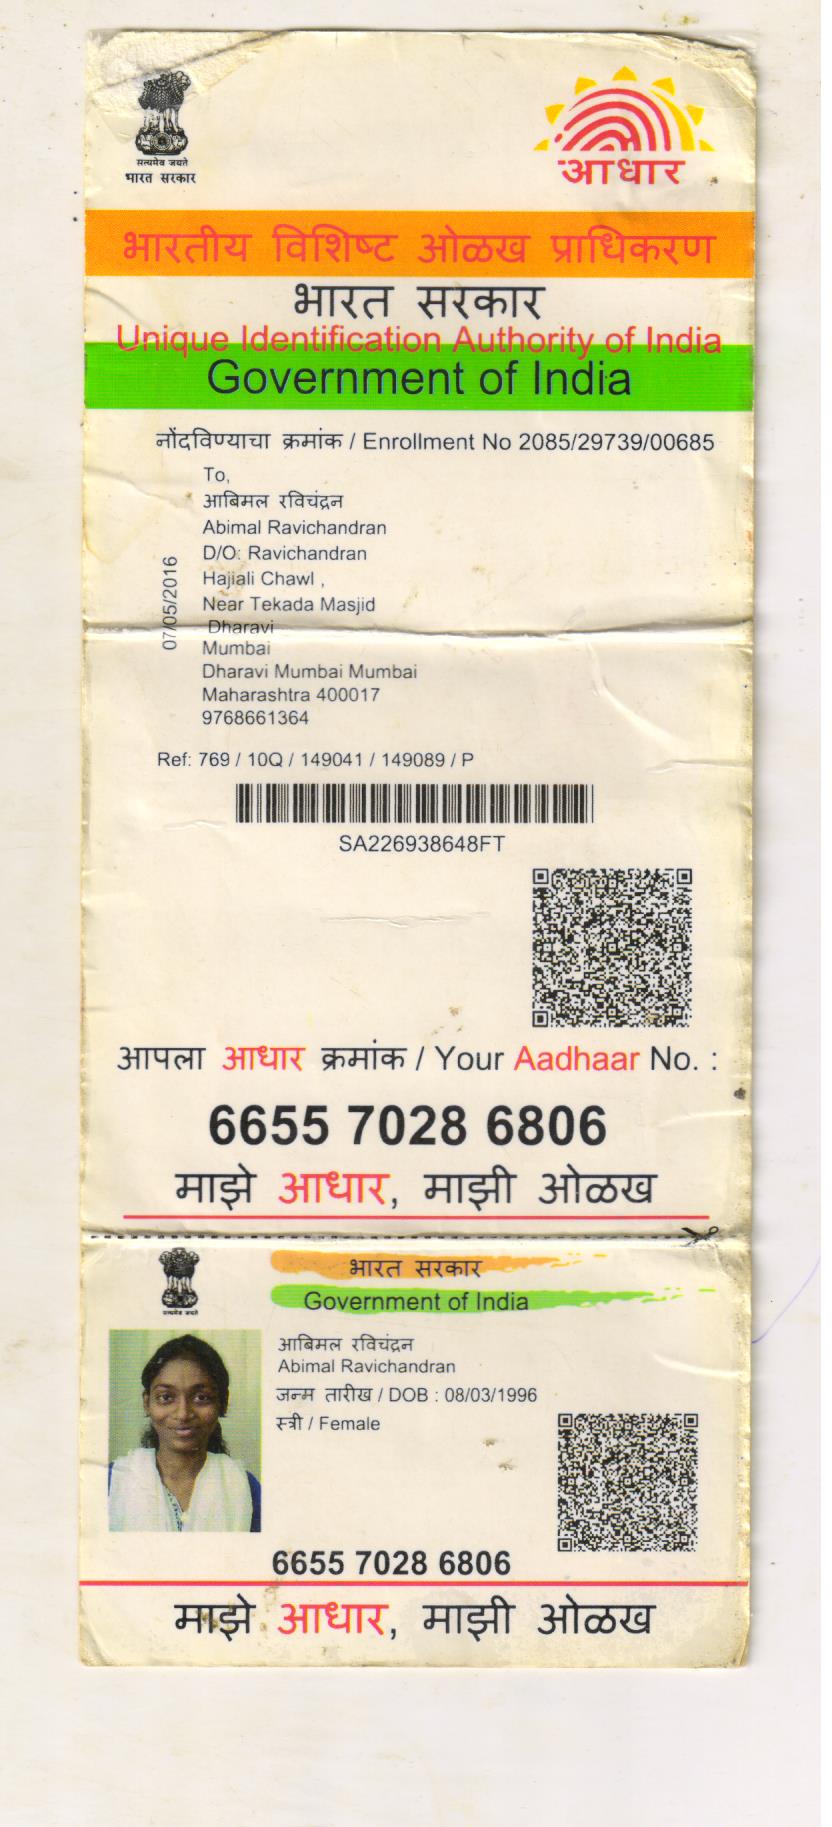 सत्यमेव जयते
भारत सरकार
आधार
भारतीय विशिष्ट ओळख प्राधिकरण
भारत सरकार
Unique Identification Authority of India
Government of India
नोंदविण्याचा क्रमांक / Enrollment No 2085/29739/00685
To,
आबिमल रविचंद्रन
Abimal Ravichandran
D/O: Ravichandran
Hajiali Chawl ,
Near Tekada Masjid
Dharavi
Mumbai
Dharavi Mumbai Mumbai
Maharashtra 400017
9768661364
07/05/2016
Ref: 769 / 10Q / 149041 / 149089 / P
SA226938648FT
आपला आधार क्रमांक / Your Aadhaar No. :
6655 7028 6806
माझे आधार, माझी ओळख
सत्यमेव जयते
भारत सरकार
Government of India
आबिमल रविचंद्रन
Abimal Ravichandran
जन्म तारीख / DOB : 08/03/1996
स्त्री / Female
6655 7028 6806
माझे आधार, माझी ओळख